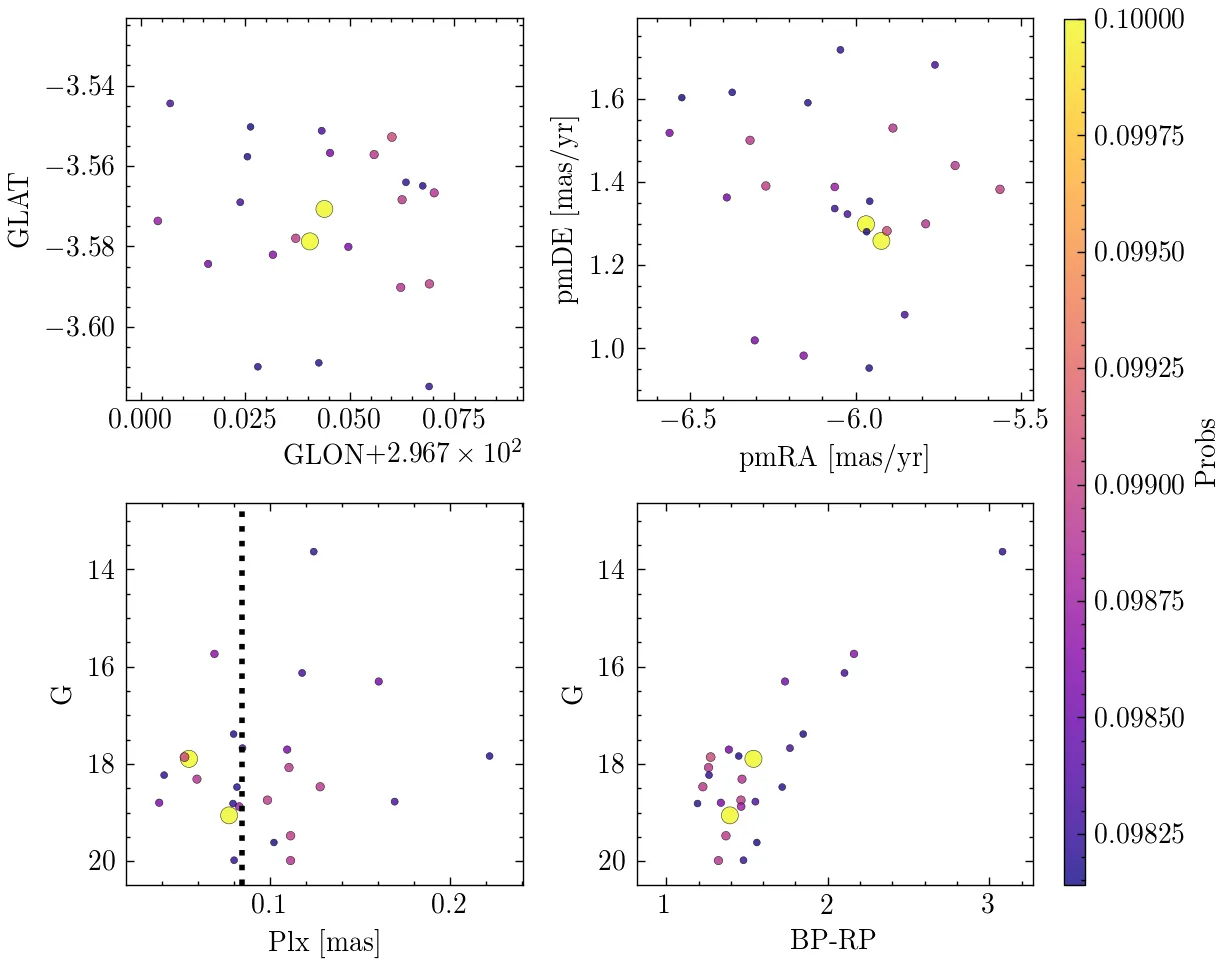 −3.54
−3.56
−3.58
−3.60
GLAT
0.000 0.025 0.050 0.075
GLON+2.967 × 10²
1.6
1.4
1.2
1.0
pmDE [mas/yr]
−6.5 −6.0 −5.5
pmRA [mas/yr]
14
16
18
20
G
0.1 0.2
Plx [mas]
14
16
18
20
G
1 2 3
BP-RP
0.10000
0.09975
0.09950
0.09925
0.09900
0.09875
0.09850
0.09825
Probs